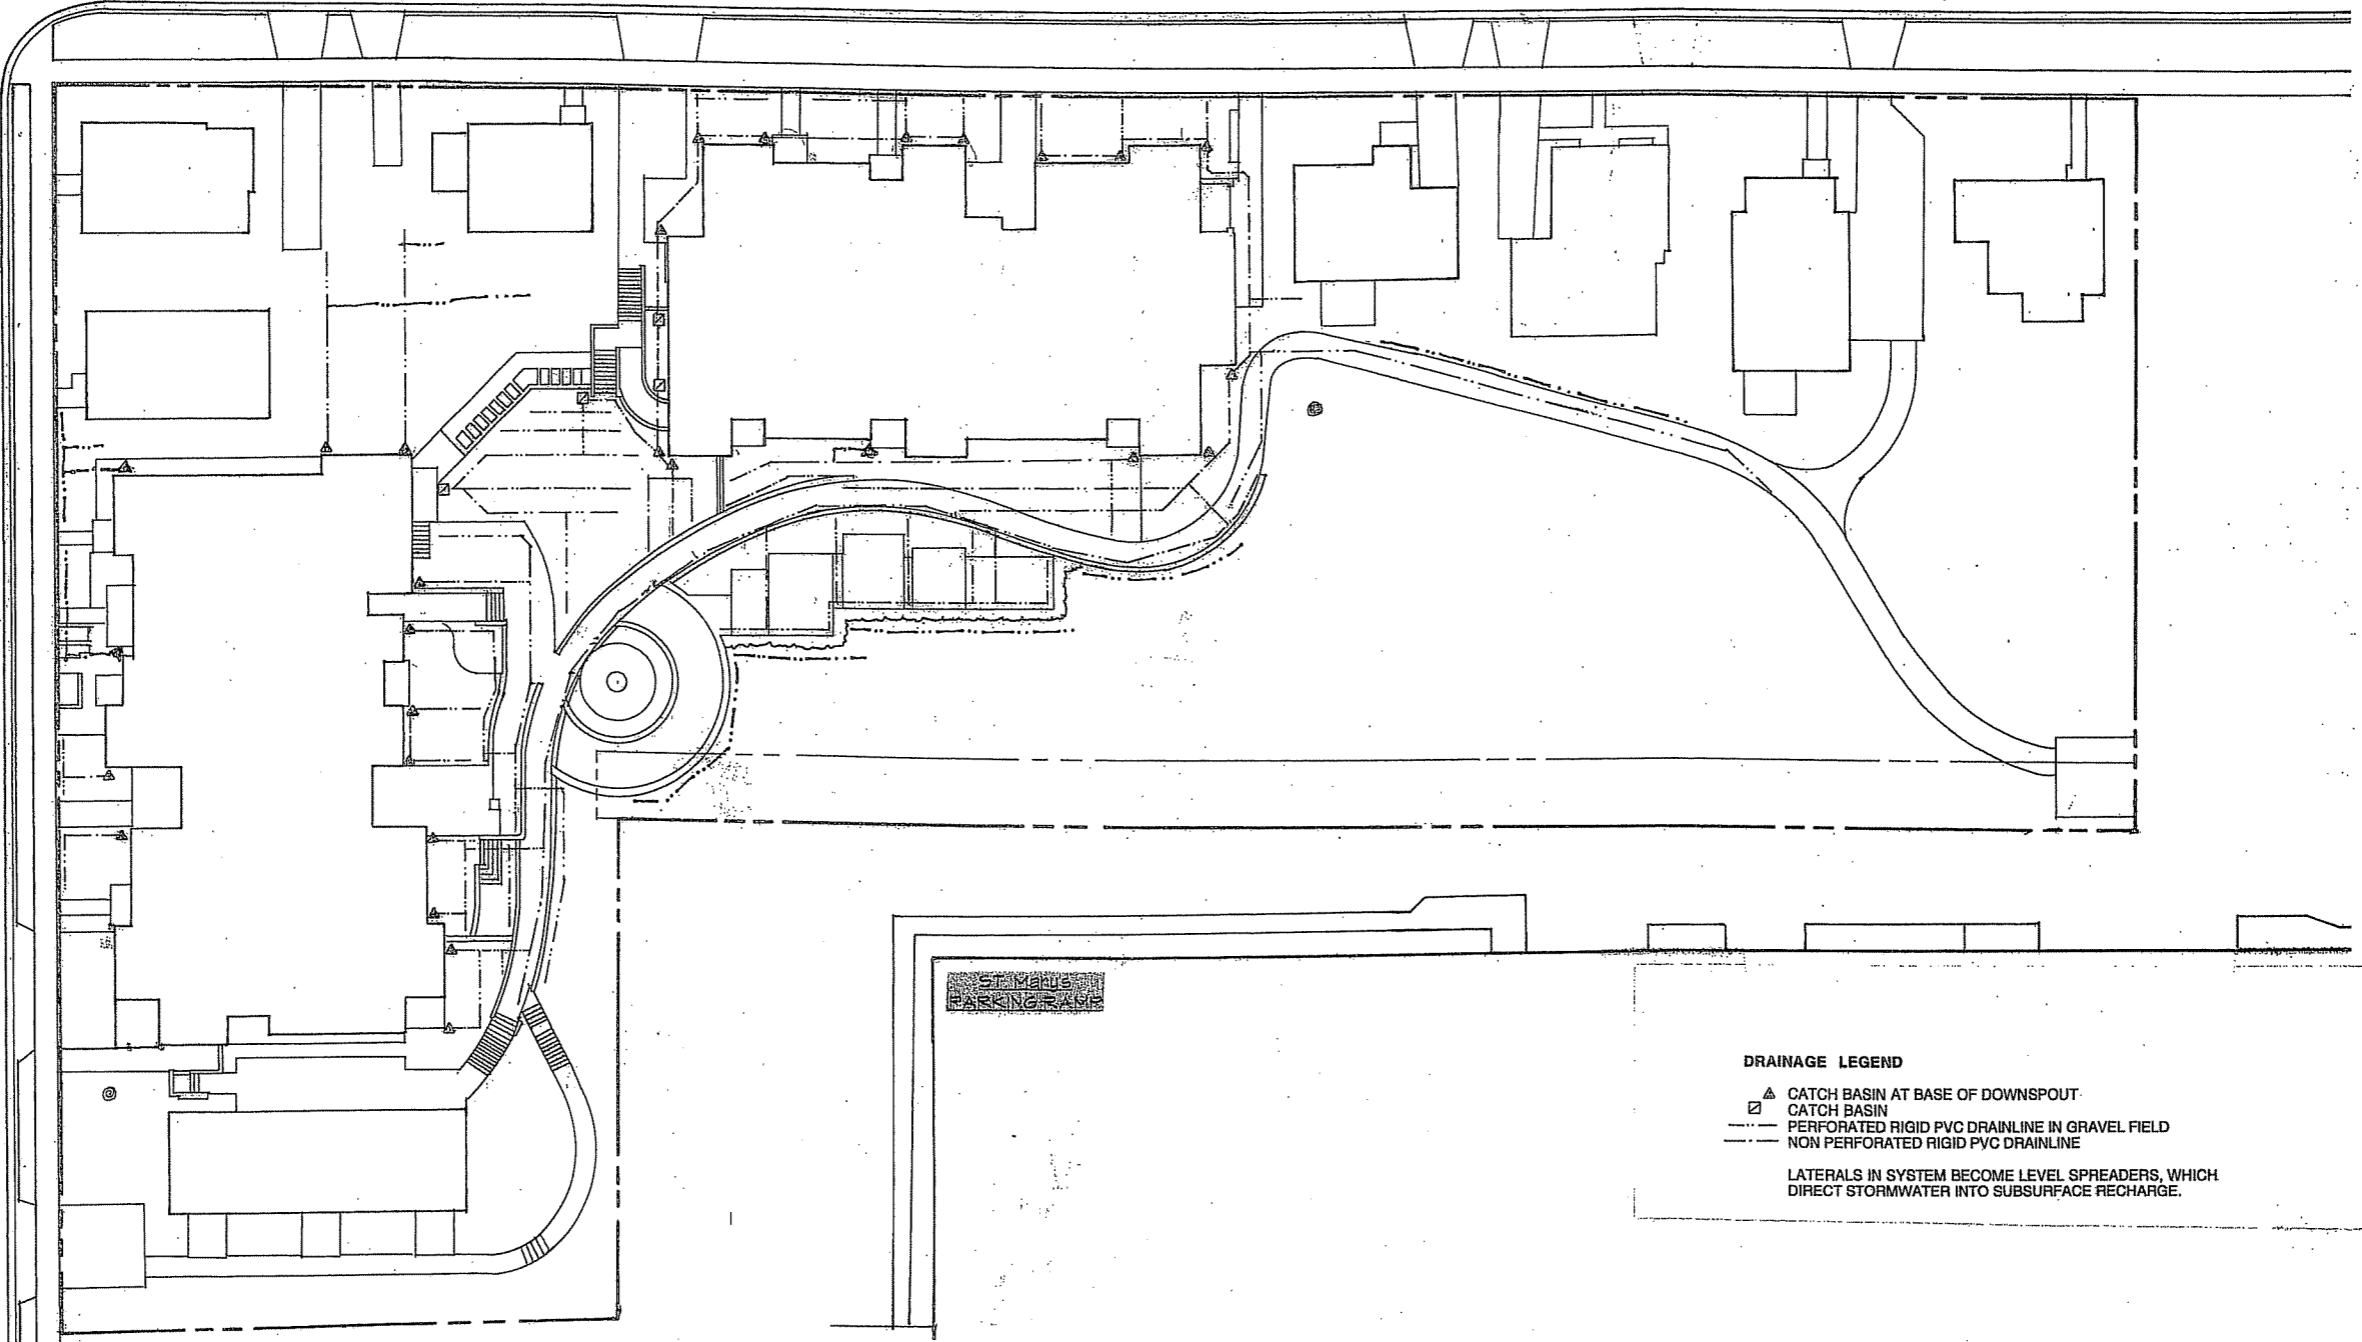 ST. Marys
PARKING RAMP
DRAINAGE LEGEND
CATCH BASIN AT BASE OF DOWNSPOUT
CATCH BASIN
PERFORATED RIGID PVC DRAINLINE IN GRAVEL FIELD
NON PERFORATED RIGID PVC DRAINLINE
LATERALS IN SYSTEM BECOME LEVEL SPREADERS, WHICH
DIRECT STORMWATER INTO SUBSURFACE RECHARGE.